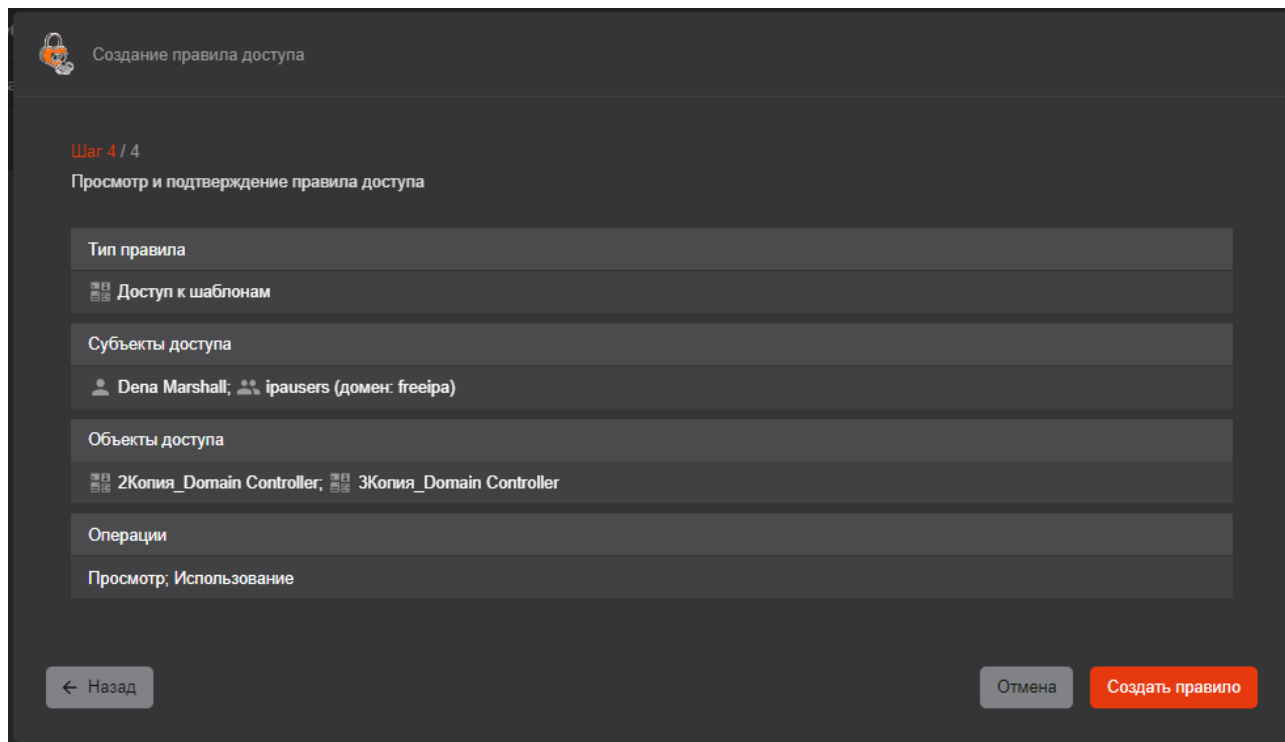 Создание правила доступа
Шаг 4 / 4
Просмотр и подтверждение правила доступа
Тип правила
Доступ к шаблонам
Субъекты доступа
Dena Marshall; ipausers (домен: freeipa)
Объекты доступа
2Копия_Domain Controller; 3Копия_Domain Controller
Операции
Просмотр; Использование
← Назад
Отмена
Создать правило